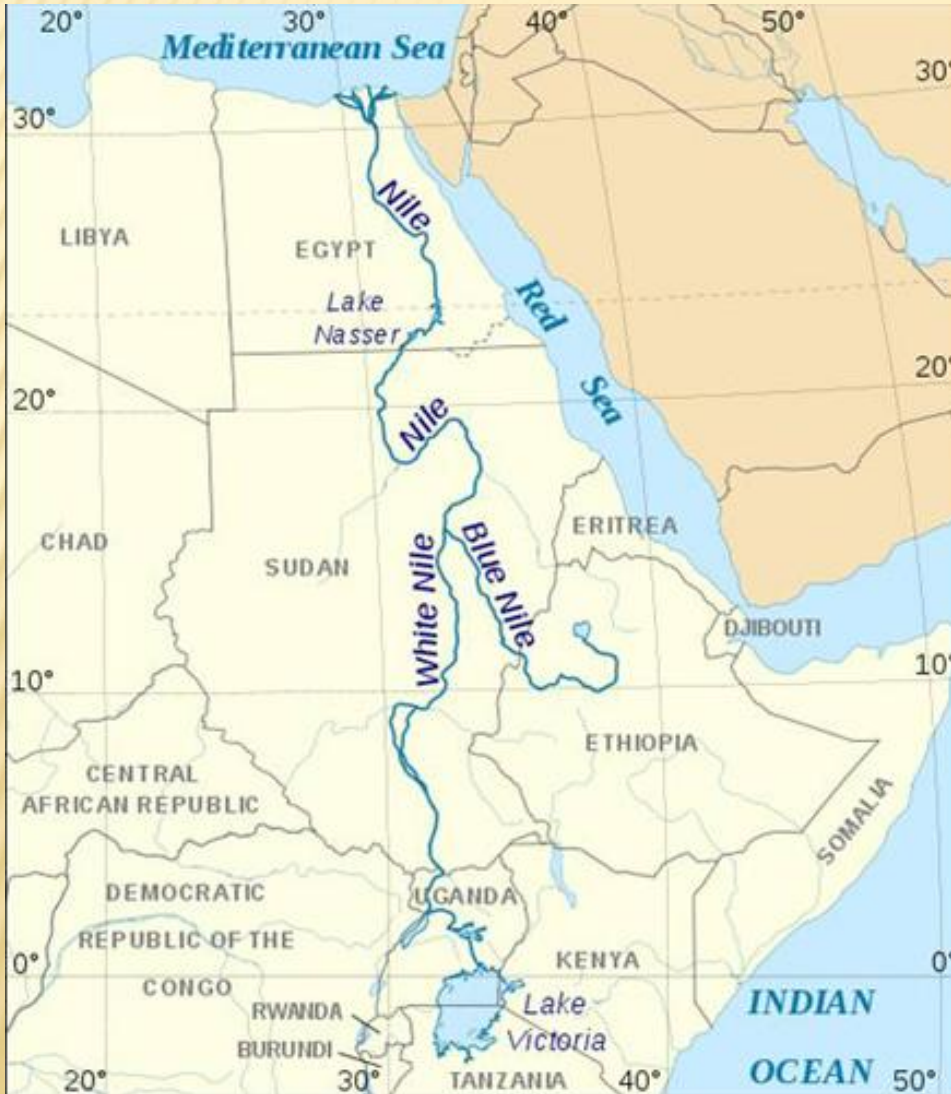 20°
30°
40°
50°
Mediterranean Sea
30°
30°
Nile
LIBYA
EGYPT
Lake
Nasser
Red
Sea
20°
20°
Nile
ERITREA
CHAD
SUDAN
White Nile
Blue Nile
DJIBOUTI
10°
10°
ETHIOPIA
CENTRAL
AFRICAN REPUBLIC
SOMALIA
DEMOCRATIC
REPUBLIC OF THE
CONGO
UGANDA
KENYA
0°
0°
RWANDA
BURUNDI
Lake
Victoria
INDIAN
OCEAN
TANZANIA
20°
30°
40°
50°